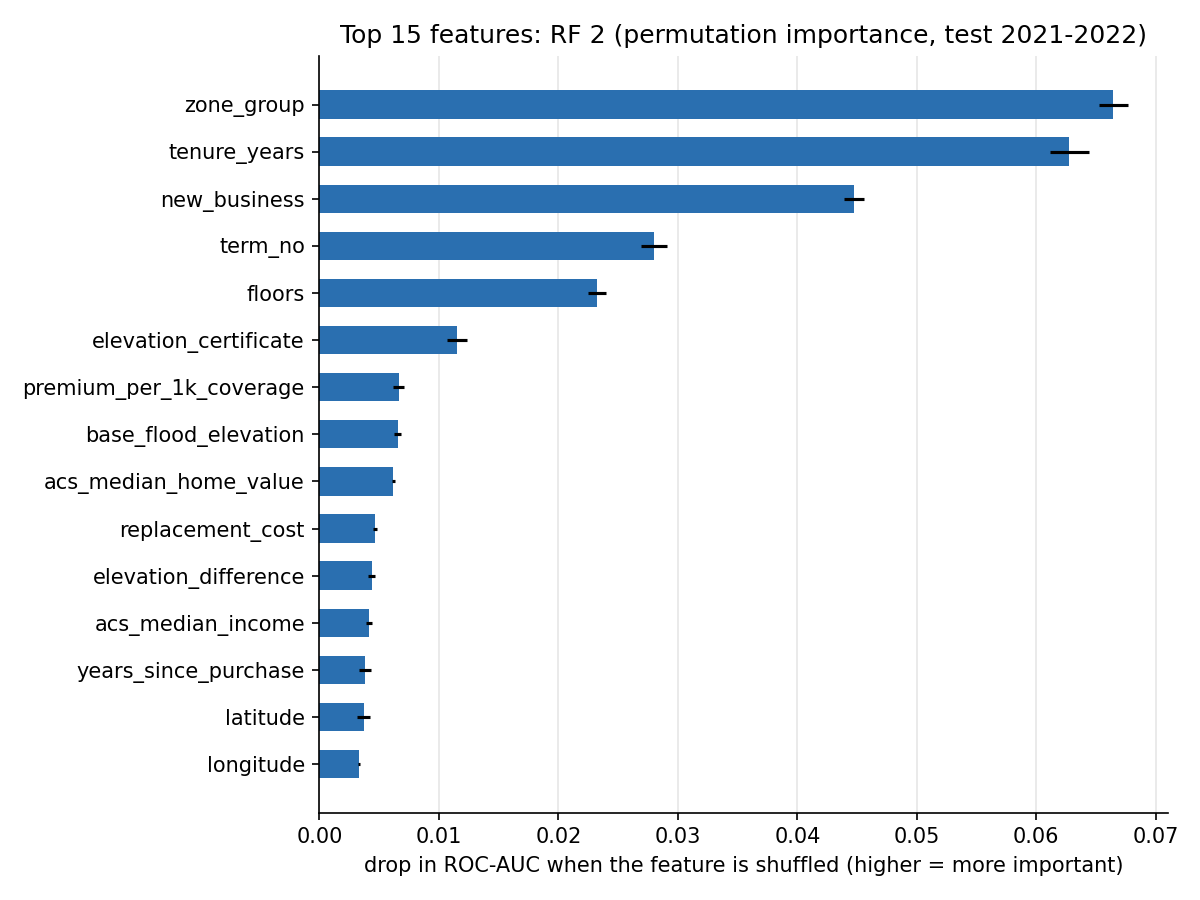 Top 15 features: RF 2 (permutation importance, test 2021-2022)
zone_group
tenure_years
new_business
term_no
floors
elevation_certificate
premium_per_1k_coverage
base_flood_elevation
acs_median_home_value
replacement_cost
elevation_difference
acs_median_income
years_since_purchase
latitude
longitude
0.00 0.01 0.02 0.03 0.04 0.05 0.06 0.07
drop in ROC-AUC when the feature is shuffled (higher = more important)